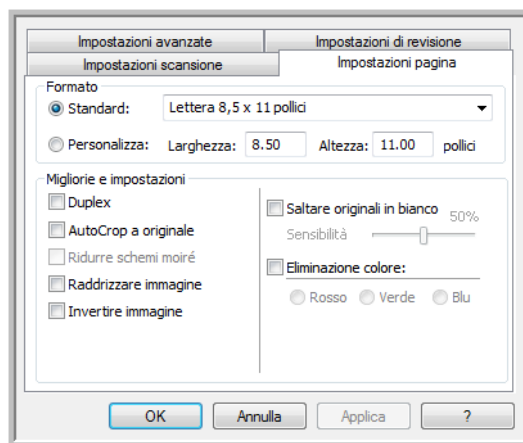 Impostazioni avanzate
Impostazioni di revisione
Impostazioni scansione
Impostazioni pagina
Formato
Standard: Lettera 8,5 x 11 pollici
Personalizza: Larghezza: 8.50 Altezza: 11.00 pollici
Migliorie e impostazioni
Duplex
AutoCrop a originale
Ridurre schemi moiré
Raddrizzare immagine
Invertire immagine
Saltare originali in bianco
50%
Sensibilità
Eliminazione colore:
Rosso Verde Blu
OK Annulla Applica ?